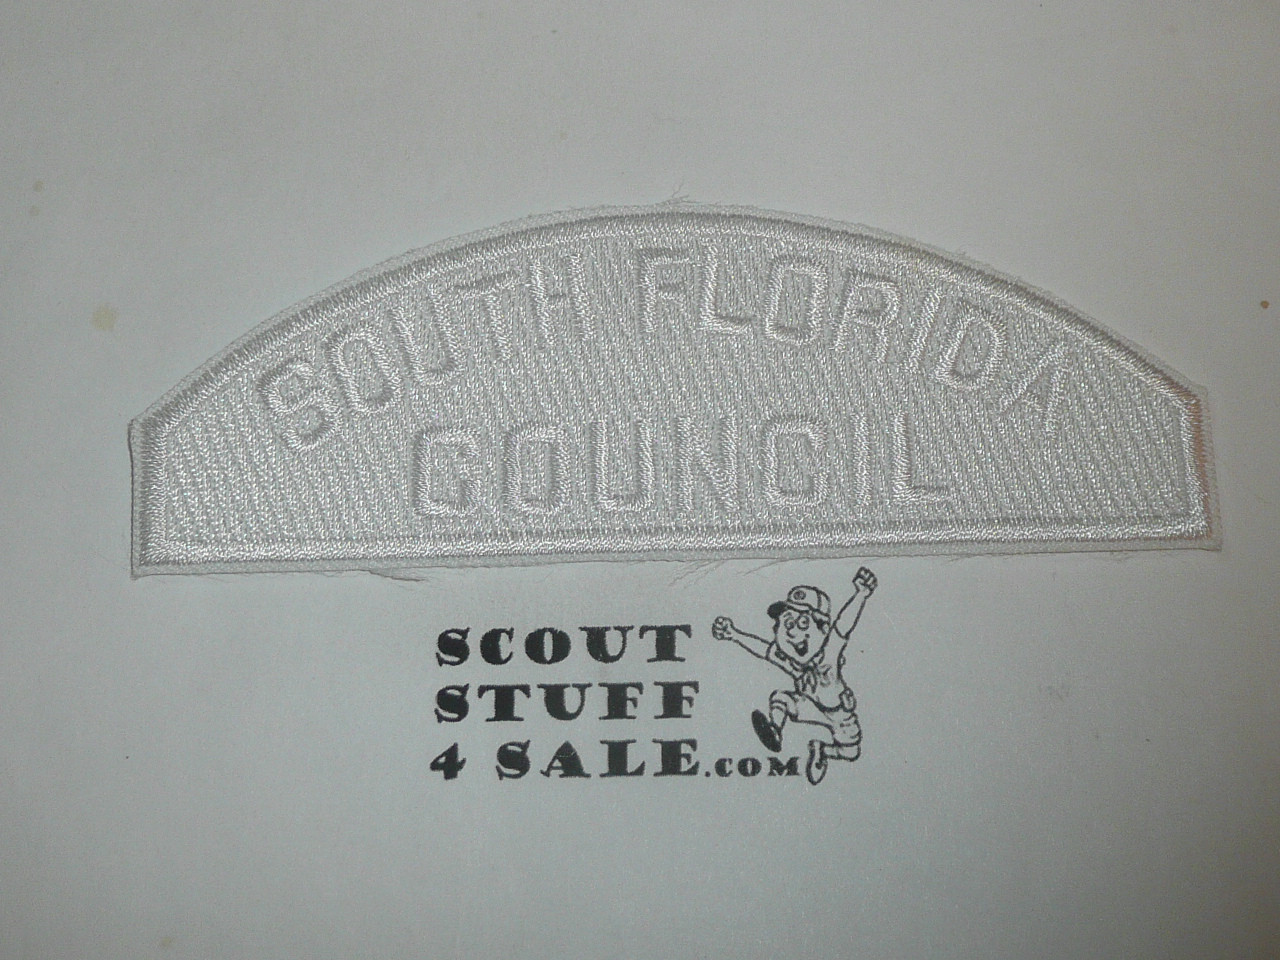 SOUTH FLORIDA
COUNCIL
SCOUT
STUFF
4 SALE.COM